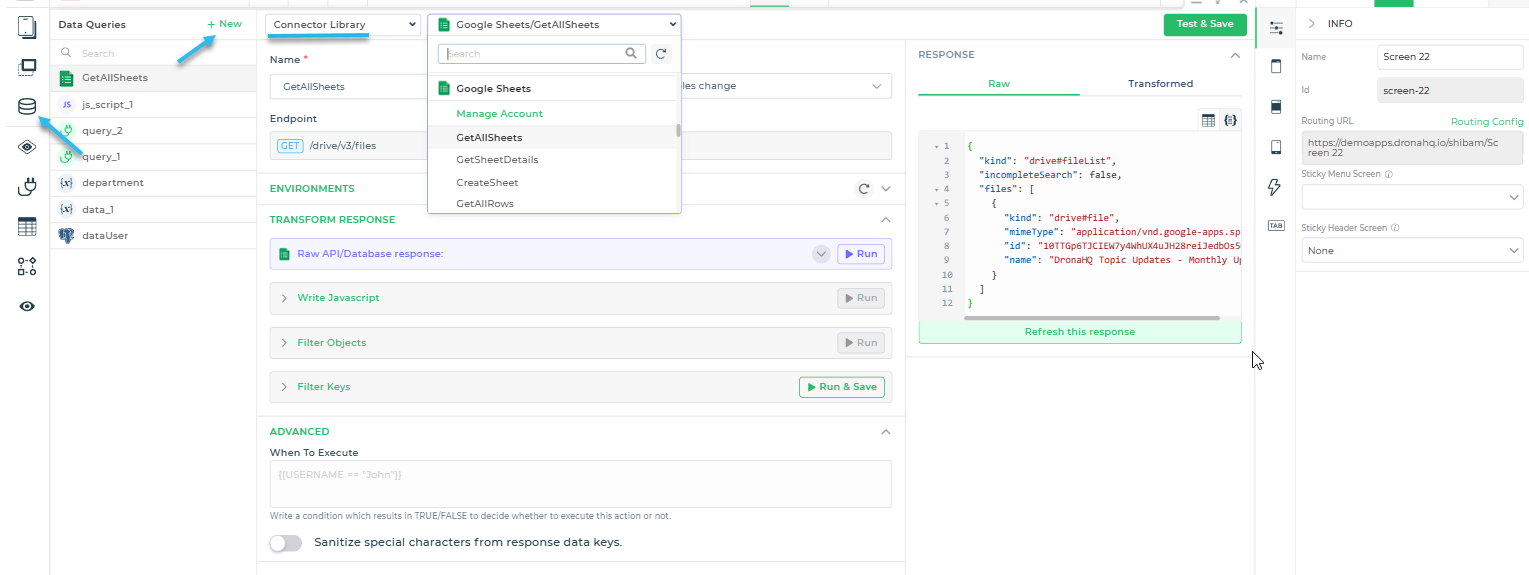 Data Queries
+ New
Search
GetAllSheets
JS js_script_1
query_2
query_1
{x} department
{x} data_1
dataUser
Connector Library
Google Sheets/GetAllSheets
Test & Save
Search
Google Sheets
Manage Account
GetAllSheets
GetSheetDetails
CreateSheet
GetAllRows
Name *
GetAllSheets
les change
Endpoint
GET /drive/v3/files
ENVIRONMENTS
TRANSFORM RESPONSE
Raw API/Database response:
Run
Write Javascript
Run
Filter Objects
Run
Filter Keys
Run & Save
ADVANCED
When To Execute
{{USERNAME == "John"}}
Write a condition which results in TRUE/FALSE to decide whether to execute this action or not.
Sanitize special characters from response data keys.
RESPONSE
Raw
Transformed
1 {
2 "kind": "drive#fileList",
3 "incompleteSearch": false,
4 "files": [
5 {
6 "kind": "drive#file",
7 "mimeType": "application/vnd.google-apps.sp
8 "id": "10TTGp6TJCIEW7y4WhUX4uJH28reiJedbOs5
9 "name": "DronaHQ Topic Updates - Monthly Up
10 }
11 ]
12 }
Refresh this response
TAB
INFO
Name
Screen 22
Id
screen-22
Routing URL
Routing Config
https://demoapps.dronahq.io/shibam/Sc
reen 22
Sticky Menu Screen
Sticky Header Screen
None